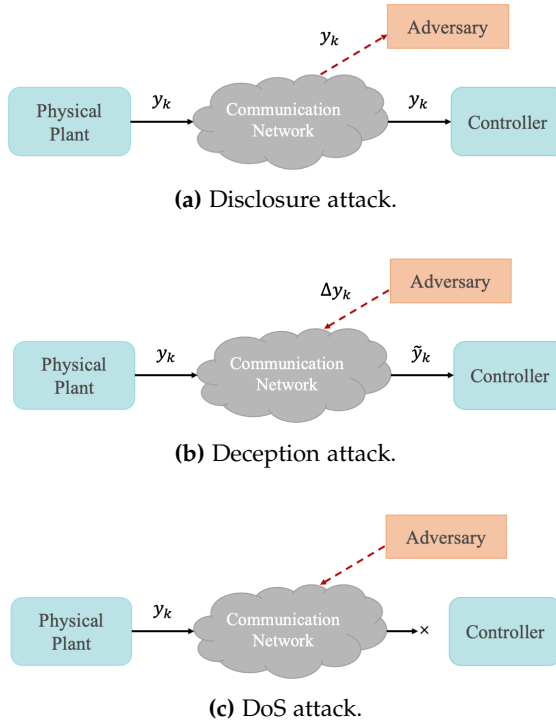 y_k
Adversary
Physical
Plant
y_k
Communication
Network
y_k
Controller
(a) Disclosure attack.
Δy_k
Adversary
Physical
Plant
y_k
Communication
Network
ỹ_k
Controller
(b) Deception attack.
Adversary
Physical
Plant
y_k
Communication
Network
×
Controller
(c) DoS attack.